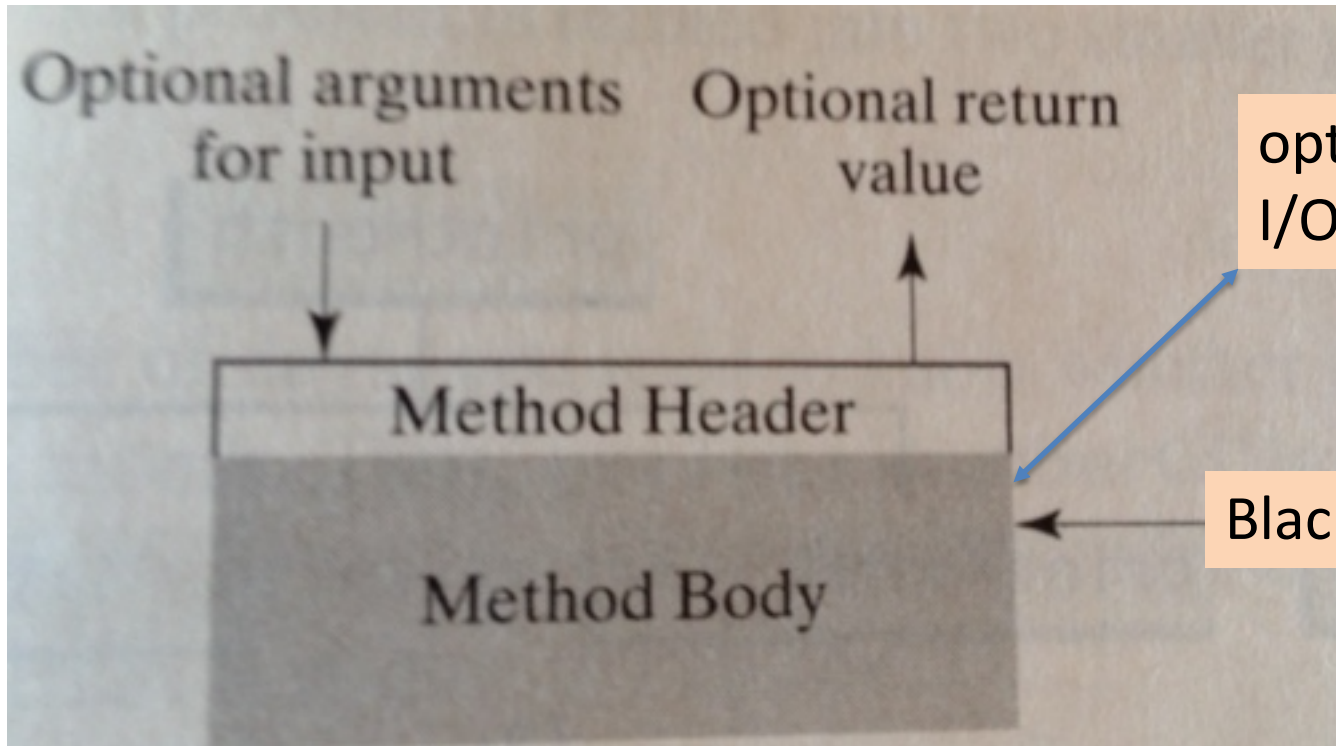 Optional arguments
for input
Optional return
value
opt
I/O
Method Header
Blac
Method Body